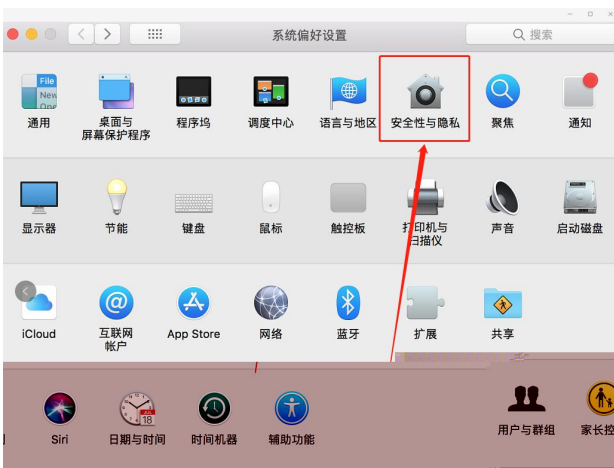 系统偏好设置
搜索
File
New
通用
桌面与
屏幕保护程序
程序坞
调度中心
语言与地区
安全性与隐私
聚焦
通知
显示器
节能
键盘
鼠标
触控板
打印机与
扫描仪
声音
启动磁盘
iCloud
互联网
帐户
@
App Store
网络
蓝牙
扩展
共享
Siri
JUL
18
日期与时间
时间机器
辅助功能
用户与群组
家长控